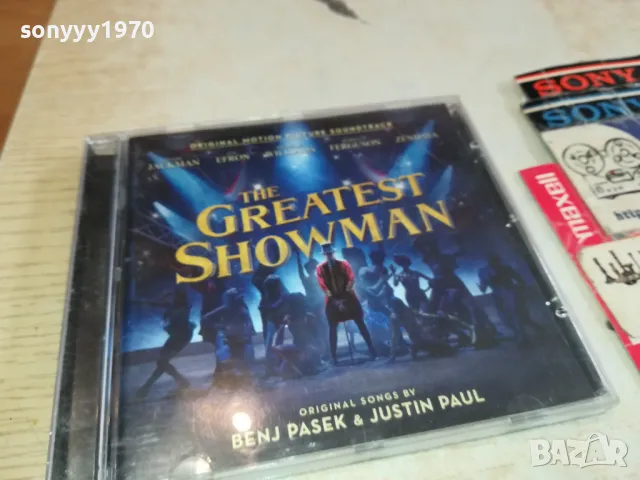 sonyyy1970
ORIGINAL MOTION PICTURE SOUNDTRACK
JACKMAN EFRON WILLIAMS FERGUSON ZENDAYA
THE
GREATEST
SHOWMAN
ORIGINAL SONGS BY
BENJ PASEK & JUSTIN PAUL
SONY
SONY
maxell
BAZAR